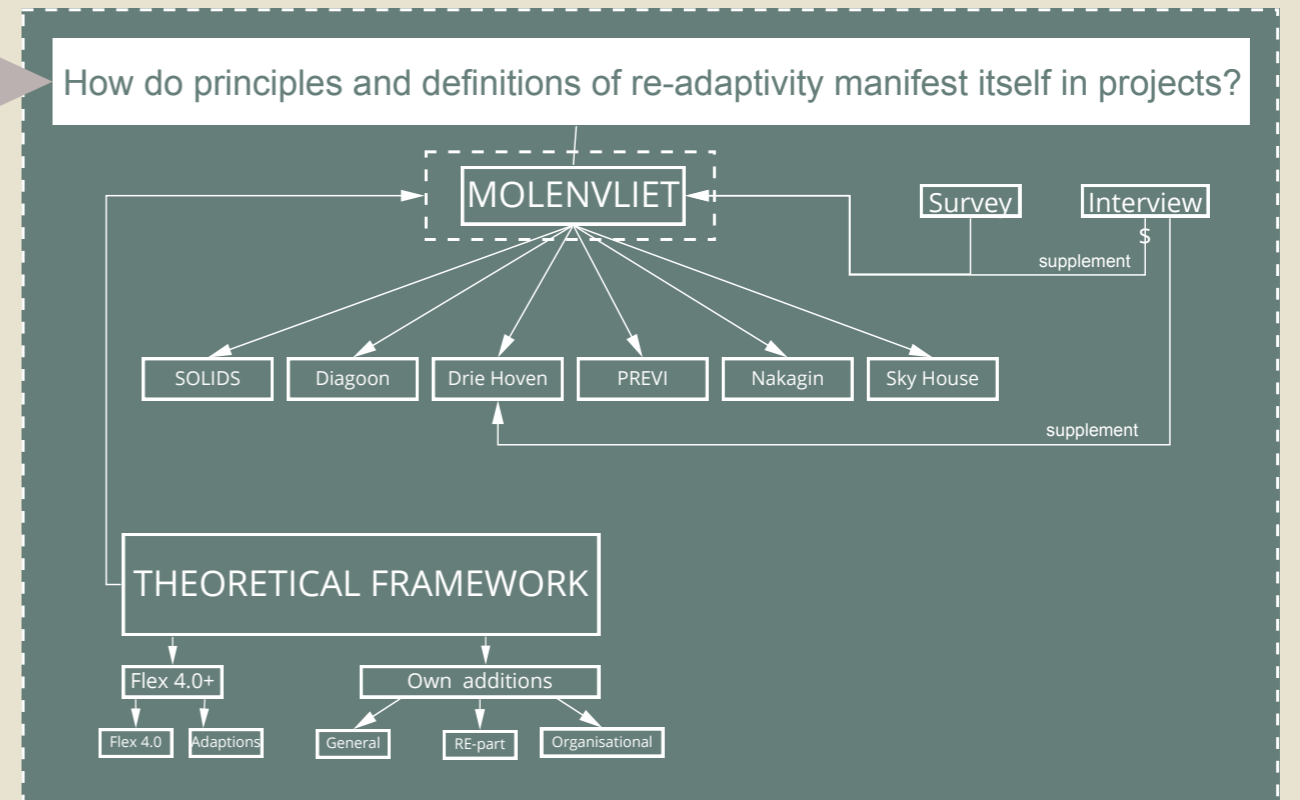 How do principles and definitions of re-adaptivity manifest itself in projects?
MOLENVLIET
Survey
Interview
s
supplement
SOLIDS
Diagoon
Drie Hoven
PREVI
Nakagin
Sky House
supplement
THEORETICAL FRAMEWORK
Flex 4.0+
Own additions
Flex 4.0
Adaptions
General
RE-part
Organisational